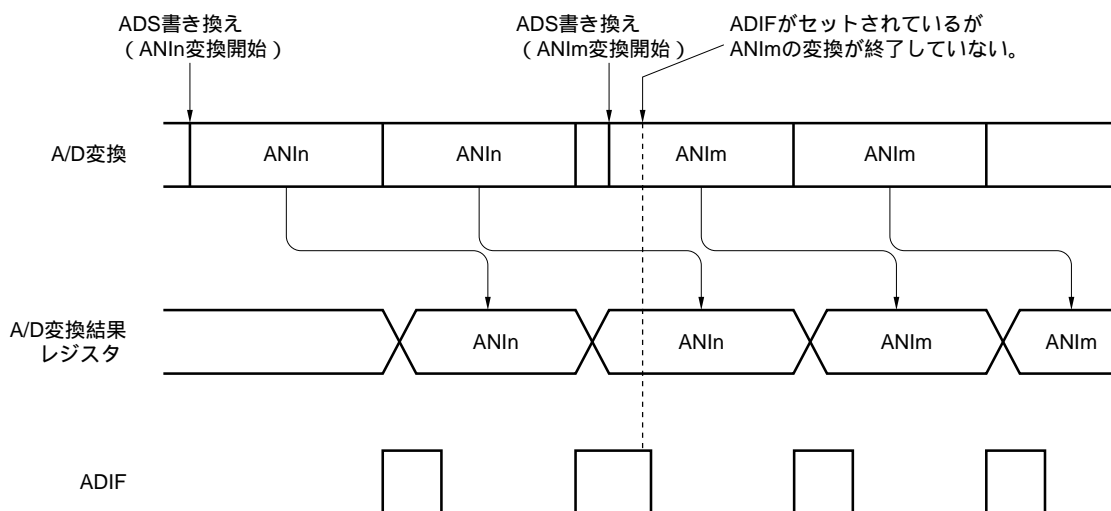 ADS書き換え
（ANIn変換開始）
ADS書き換え
（ANIm変換開始）
ADIFがセットされているが
ANImの変換が終了していない。
A/D変換
ANIn
ANIn
ANIm
ANIm
A/D変換結果
レジスタ
ANIn
ANIn
ANIm
ANIm
ADIF